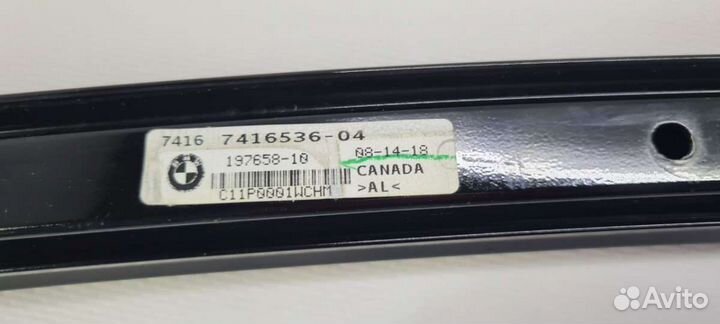 7416 7416536-04
197658-10 08-14-18
CANADA
C11P0001WCHM >AL<
Avito